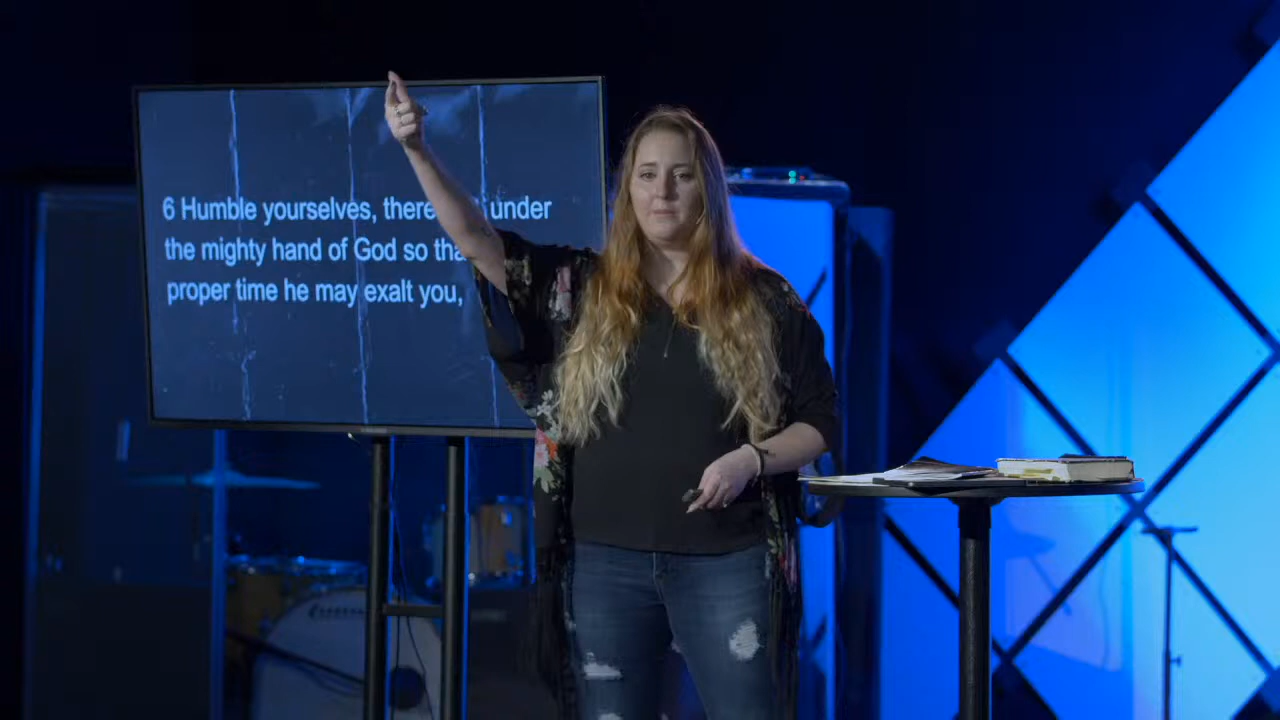 6 Humble yourselves, there under
the mighty hand of God so tha
proper time he may exalt you,